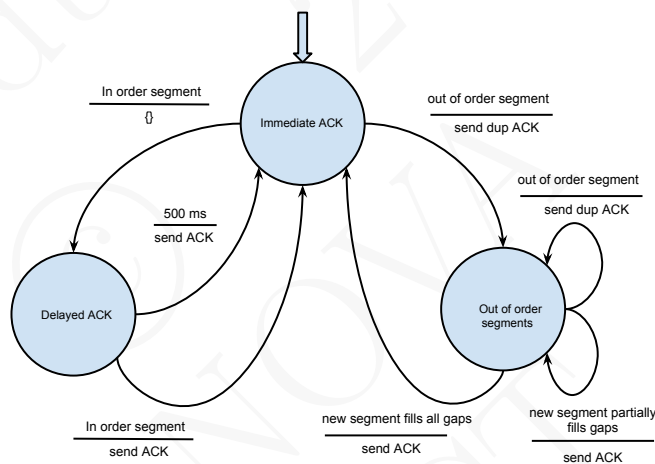 In order segment
{}
Immediate ACK
out of order segment
send dup ACK
out of order segment
send dup ACK
500 ms
send ACK
Delayed ACK
Out of order
segments
In order segment
send ACK
new segment fills all gaps
send ACK
new segment partially
fills gaps
send ACK